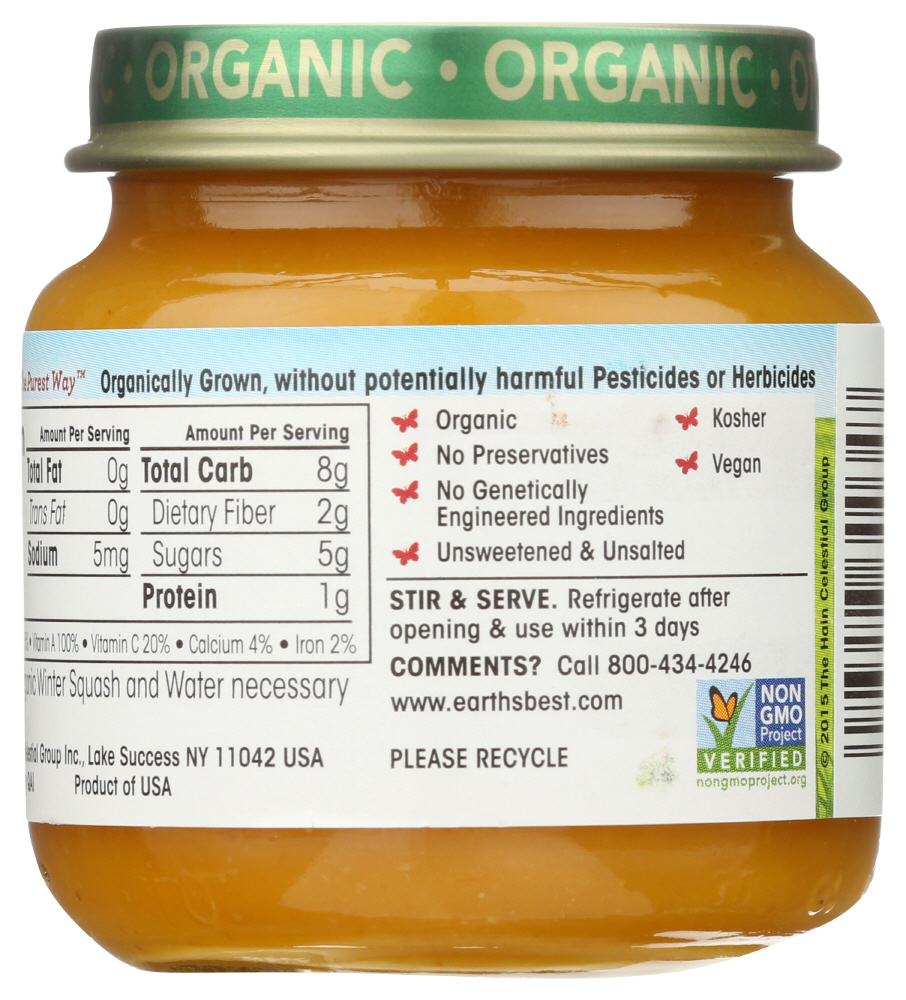 ORGANIC • ORGANIC •
Purest Way™ Organically Grown, without potentially harmful Pesticides or Herbicides
Amount Per Serving Amount Per Serving
Total Fat 0g Total Carb 8g
Trans Fat 0g Dietary Fiber 2g
Sodium 5mg Sugars 5g
Protein 1g
• Vitamin A 100% • Vitamin C 20% • Calcium 4% • Iron 2%
Winter Squash and Water necessary
Group Inc., Lake Success NY 11042 USA
Product of USA
Organic
No Preservatives
No Genetically
Engineered Ingredients
Unsweetened & Unsalted
Kosher
Vegan
STIR & SERVE. Refrigerate after
opening & use within 3 days
COMMENTS? Call 800-434-4246
www.earthsbest.com
PLEASE RECYCLE
NON
GMO
Project
VERIFIED
nongmoproject.org
© 2015 The Hain Celestial Group